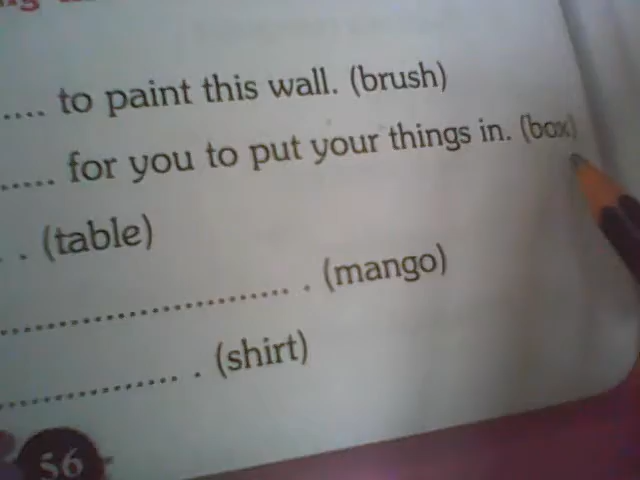 .... to paint this wall. (brush)
..... for you to put your things in. (box)
. . (table)
............................ . (mango)
................. . (shirt)
56